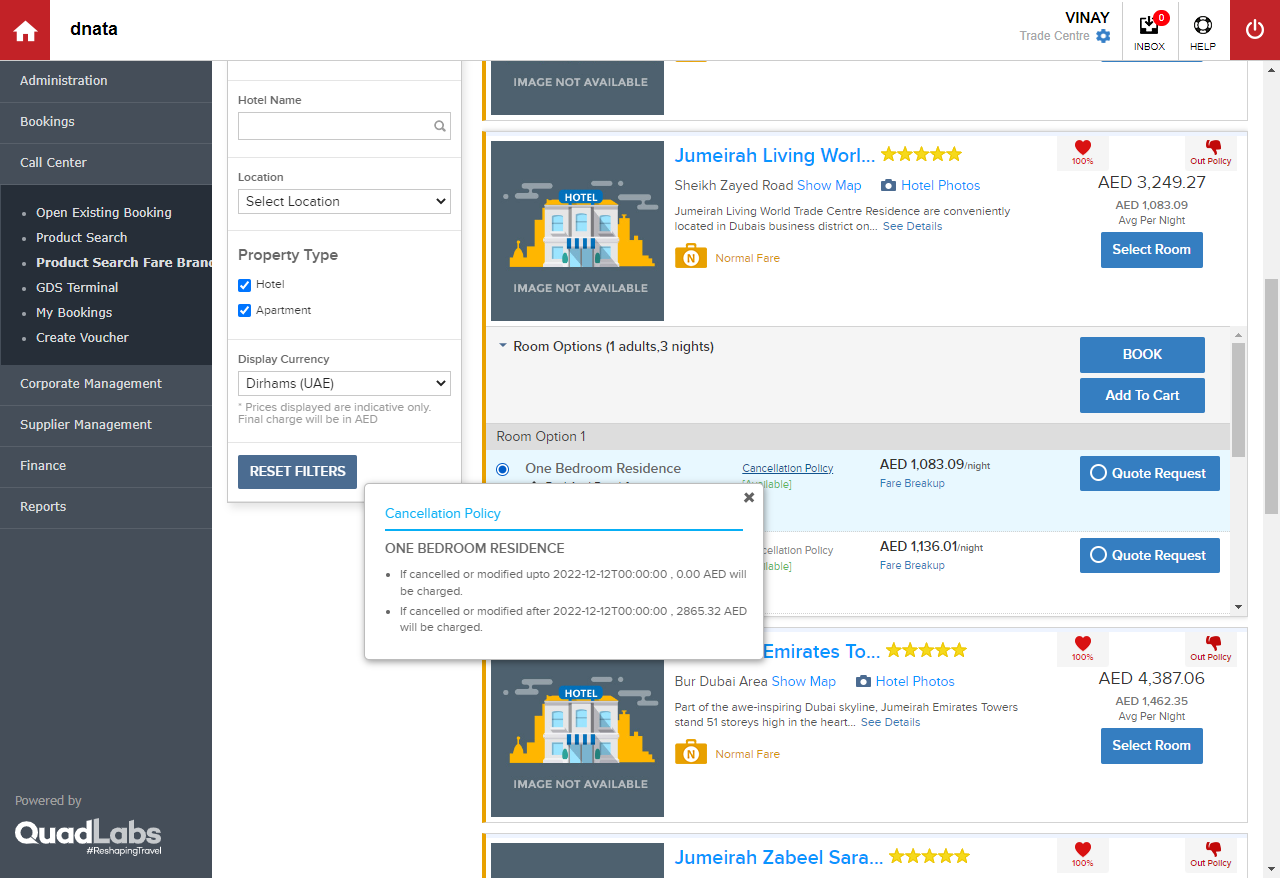 dnata
VINAY
Trade Centre
0
INBOX
HELP
Administration
Bookings
Call Center
Open Existing Booking
Product Search
Product Search Fare Bran
GDS Terminal
My Bookings
Create Voucher
Corporate Management
Supplier Management
Finance
Reports
Powered by
QuadLabs
#ReshapingTravel
Hotel Name
Location
Select Location
Property Type
Hotel
Apartment
Display Currency
Dirhams (UAE)
* Prices displayed are indicative only.
Final charge will be in AED
RESET FILTERS
IMAGE NOT AVAILABLE
HOTEL
IMAGE NOT AVAILABLE
Jumeirah Living Worl...
100%
Out Policy
Sheikh Zayed Road Show Map
Hotel Photos
AED 3,249.27
Jumeirah Living World Trade Centre Residence are conveniently
located in Dubais business district on... See Details
AED 1,083.09
Avg Per Night
N
Normal Fare
Select Room
Room Options (1 adults,3 nights)
BOOK
Add To Cart
Room Option 1
One Bedroom Residence
Cancellation Policy
[Available]
AED 1,083.09/night
Fare Breakup
Quote Request
cellation Policy
ilable]
AED 1,136.01/night
Fare Breakup
Quote Request
Cancellation Policy
ONE BEDROOM RESIDENCE
If cancelled or modified upto 2022-12-12T00:00:00 , 0.00 AED will
be charged.
If cancelled or modified after 2022-12-12T00:00:00 , 2865.32 AED
will be charged.
HOTEL
IMAGE NOT AVAILABLE
Emirates To...
100%
Out Policy
Bur Dubai Area Show Map
Hotel Photos
AED 4,387.06
Part of the awe-inspiring Dubai skyline, Jumeirah Emirates Towers
stand 51 storeys high in the heart... See Details
AED 1,462.35
Avg Per Night
N
Normal Fare
Select Room
Jumeirah Zabeel Sara...
100%
Out Policy